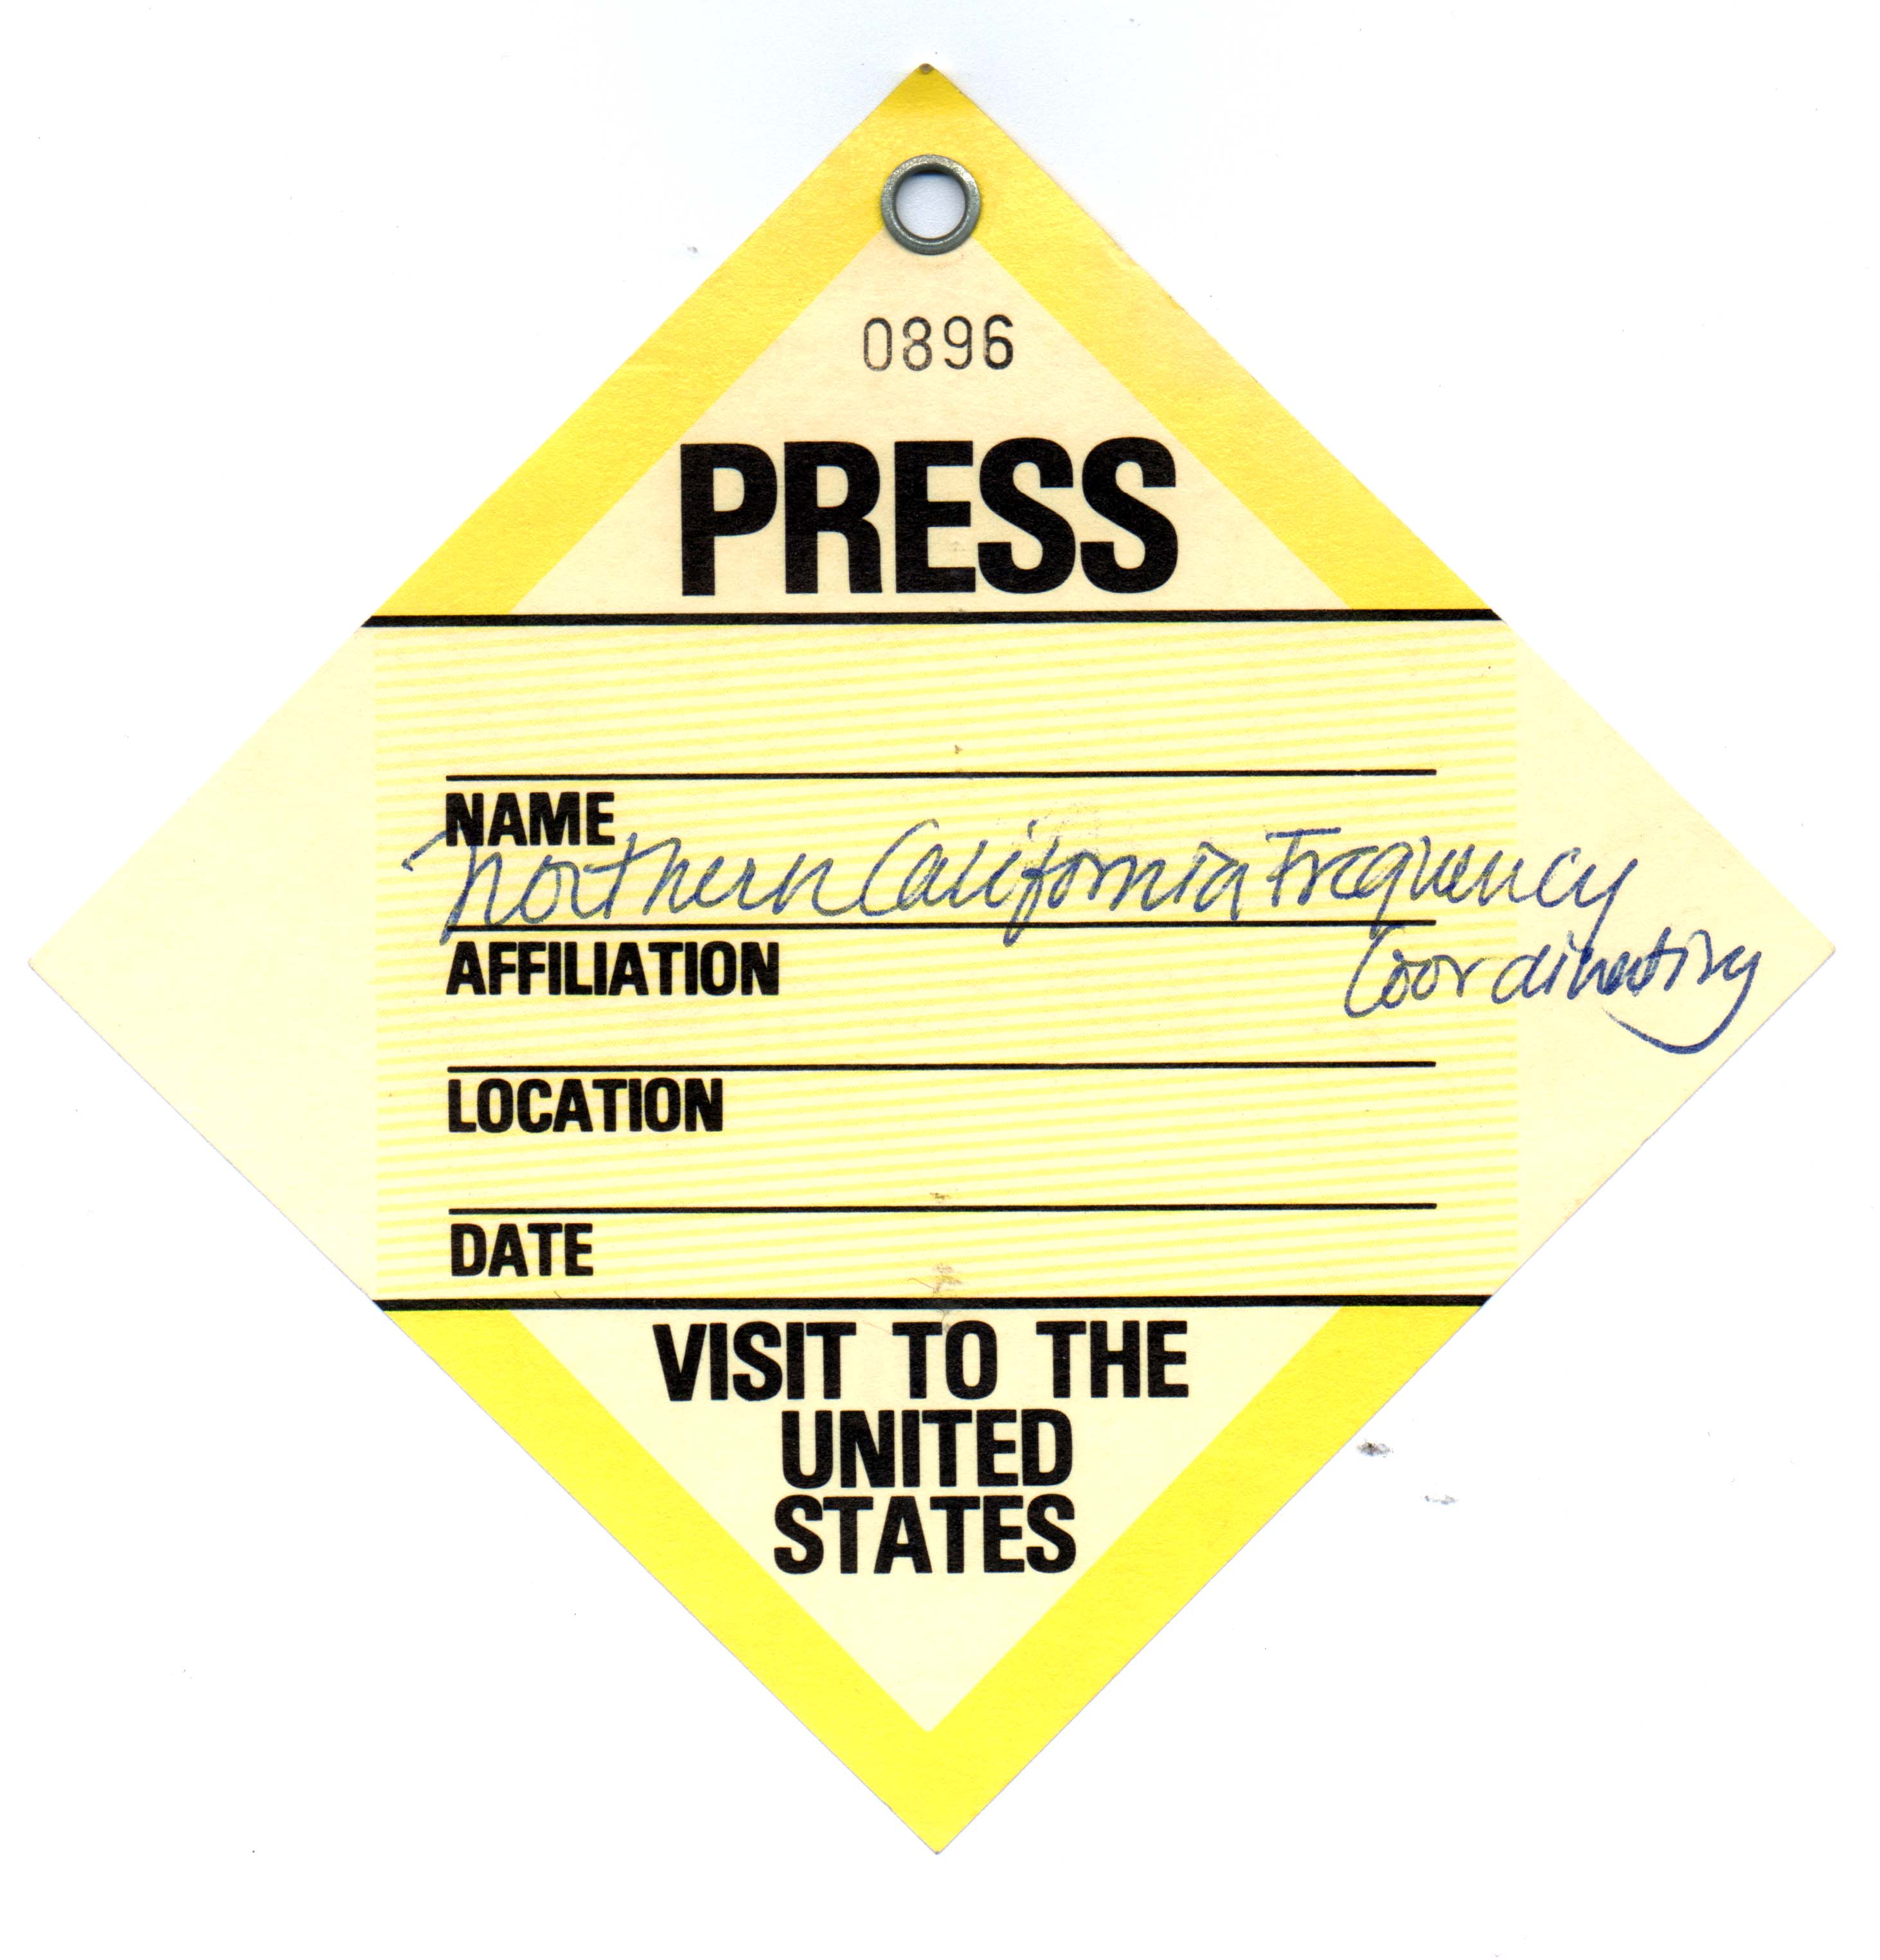 0896
PRESS
NAME
Northern California Frequency
Coordinating
AFFILIATION
LOCATION
DATE
VISIT TO THE
UNITED
STATES